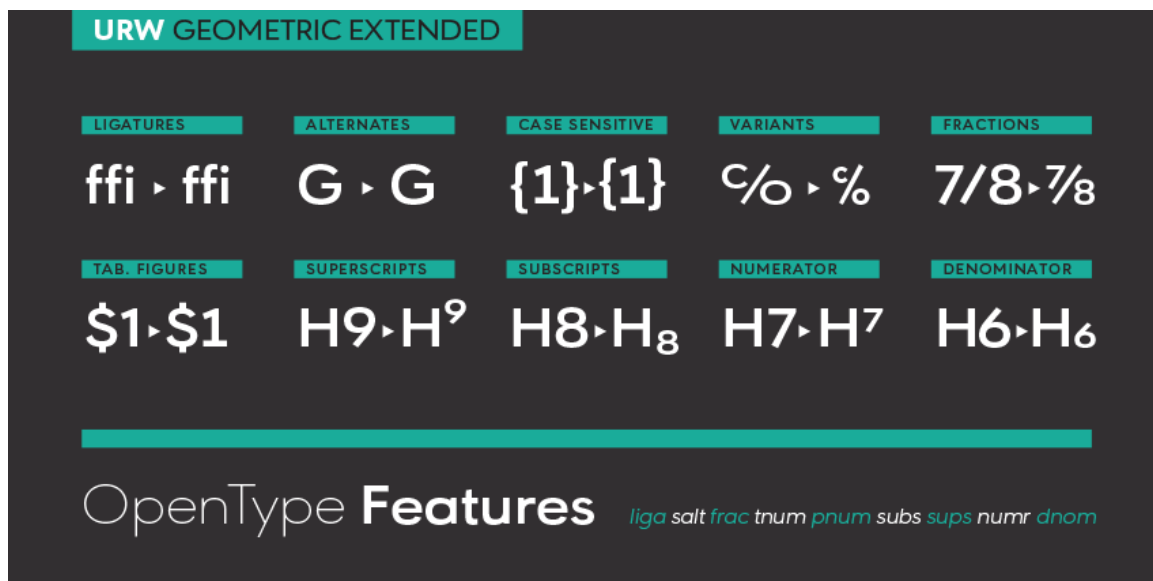 URW GEOMETRIC EXTENDED
LIGATURES ALTERNATES CASE SENSITIVE VARIANTS FRACTIONS
ffi ▸ ffi G ▸ G {1}▸{1} ℅ ▸ ℅ 7/8▸⅞
TAB. FIGURES SUPERSCRIPTS SUBSCRIPTS NUMERATOR DENOMINATOR
$1▸$1 H9▸H⁹ H8▸H₈ H7▸H⁷ H6▸H₆
OpenType Features liga salt frac tnum pnum subs sups numr dnom